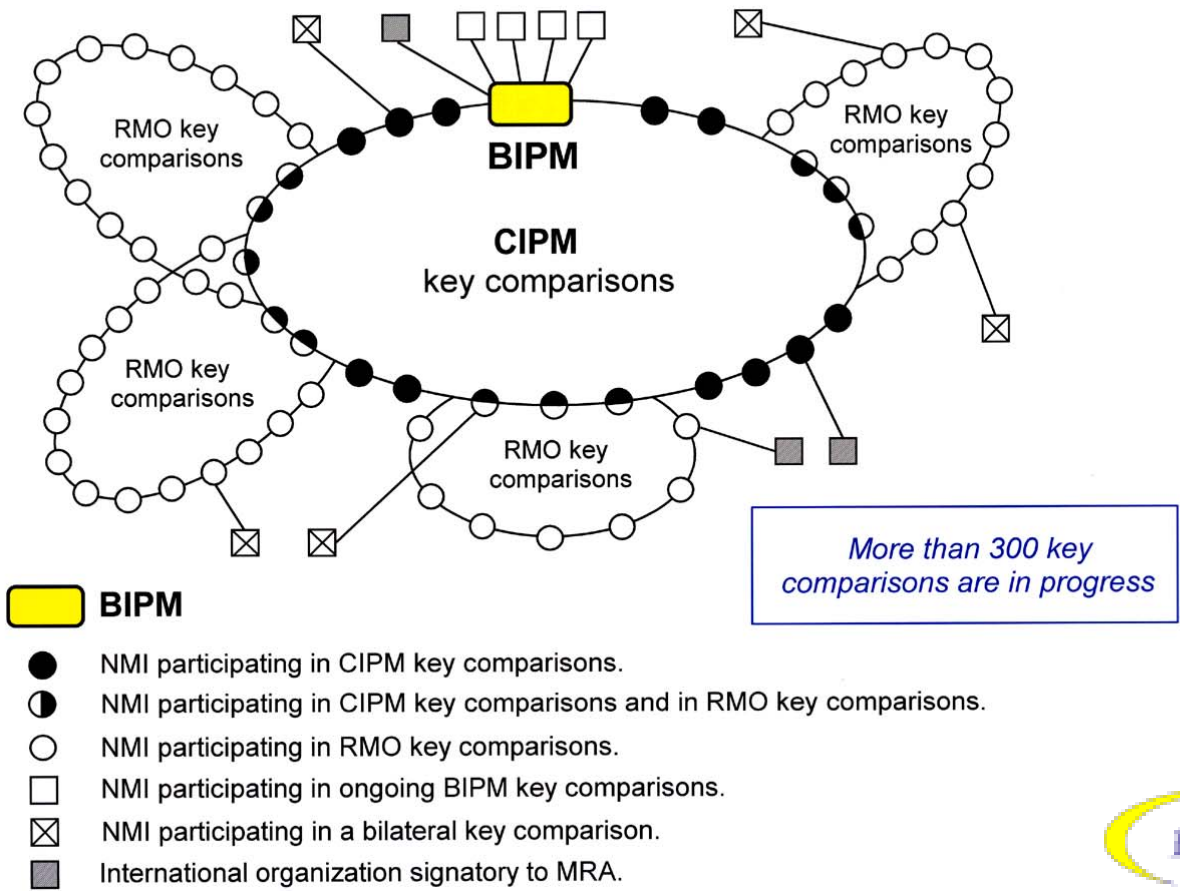 RMO key
comparisons
BIPM
RMO key
comparisons
CIPM
key comparisons
RMO key
comparisons
RMO key
comparisons
More than 300 key
comparisons are in progress
BIPM
NMI participating in CIPM key comparisons.
NMI participating in CIPM key comparisons and in RMO key comparisons.
NMI participating in RMO key comparisons.
NMI participating in ongoing BIPM key comparisons.
NMI participating in a bilateral key comparison.
International organization signatory to MRA.